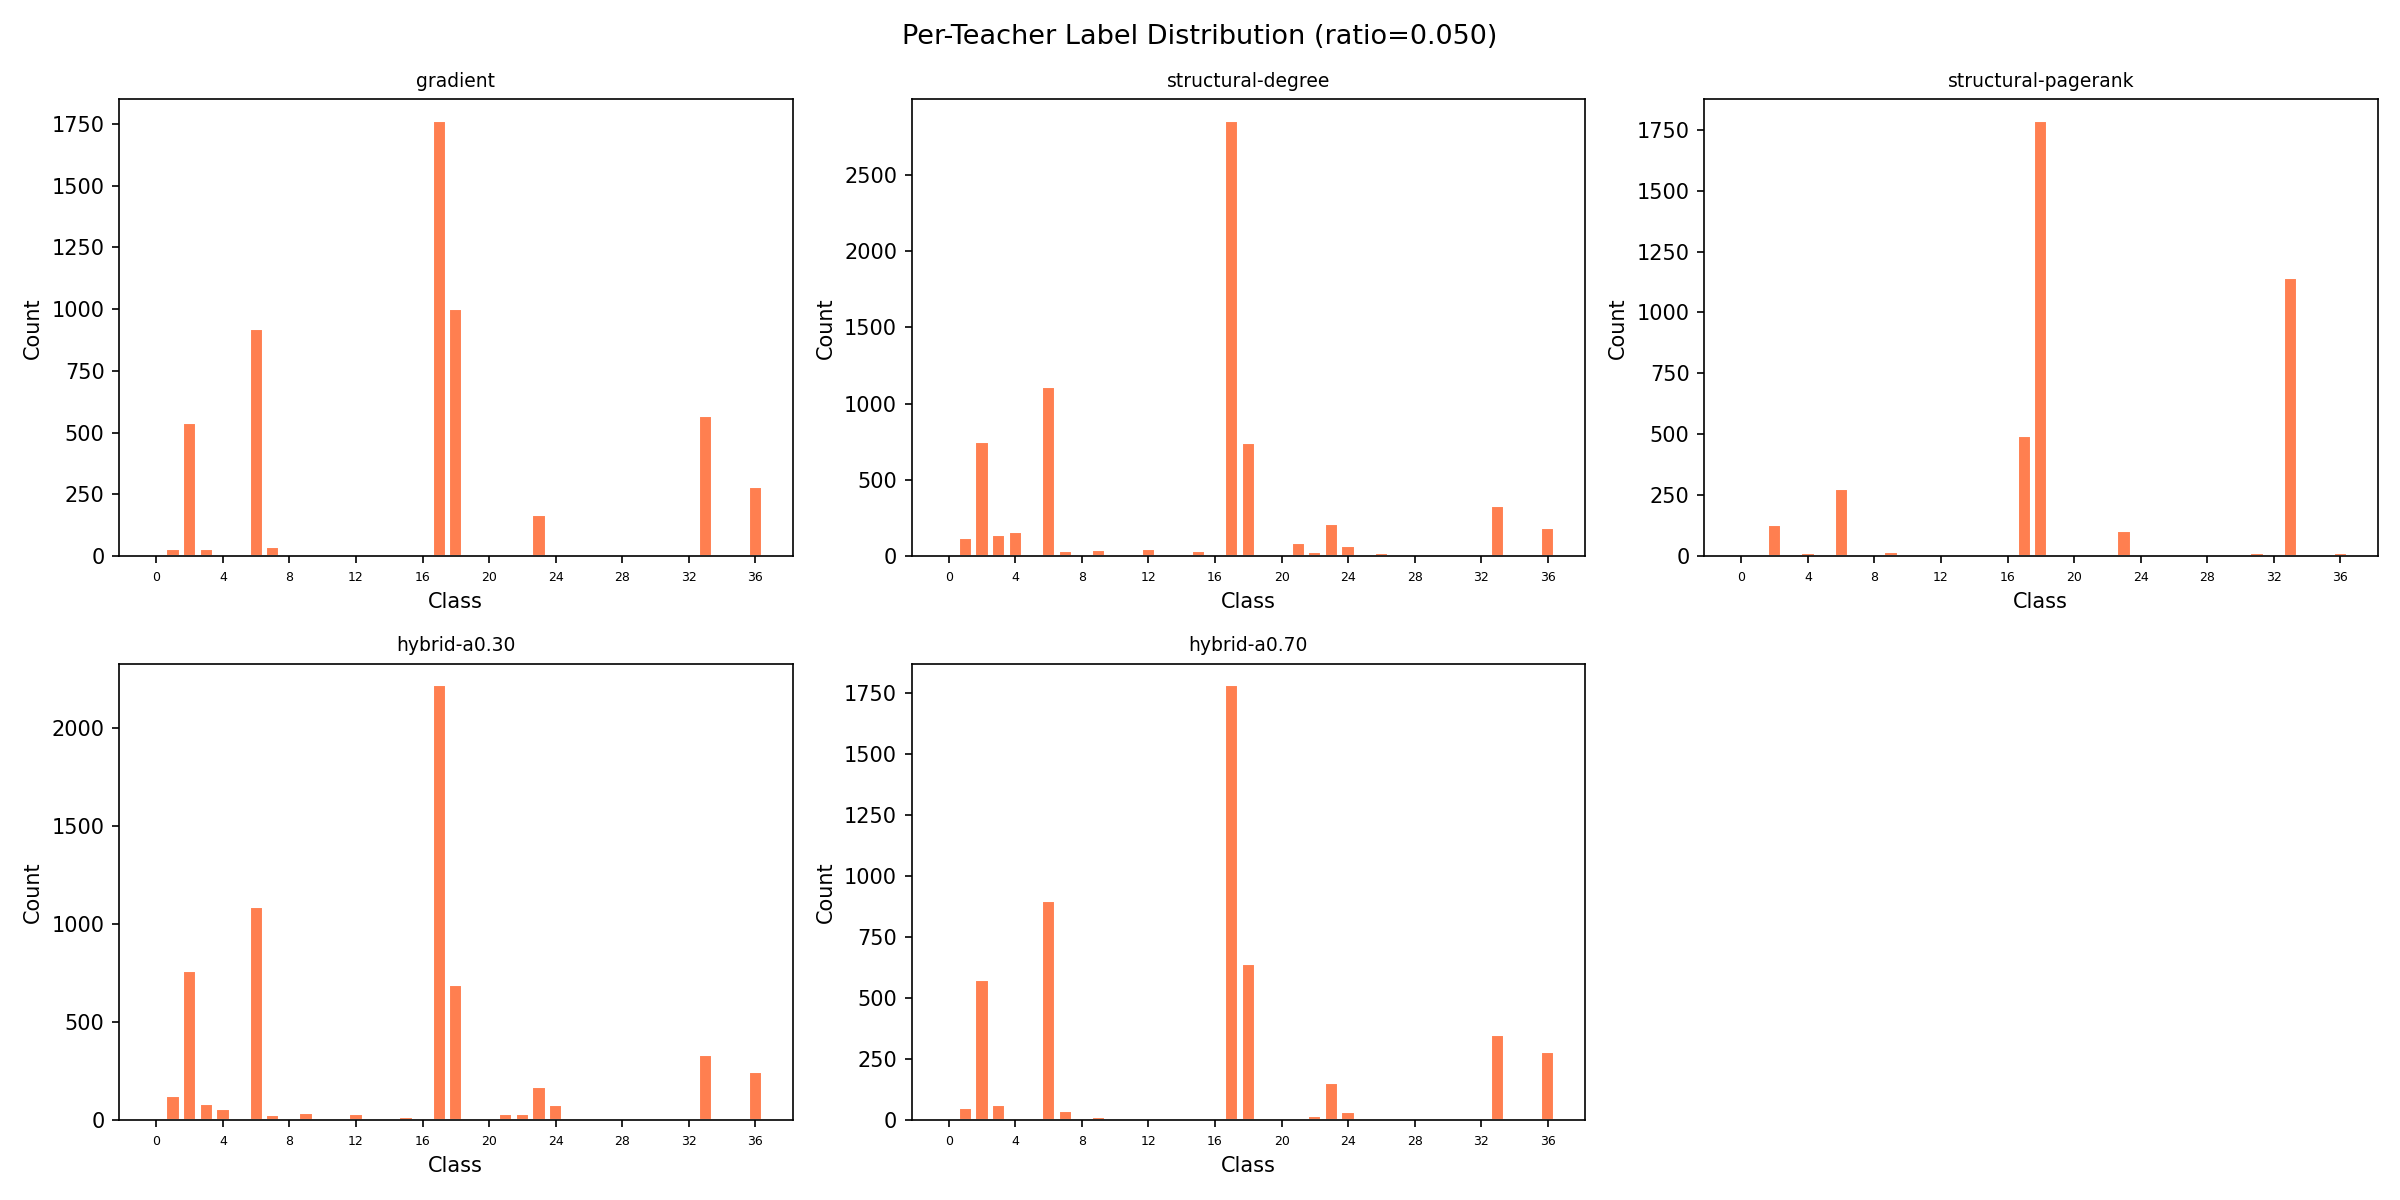 Per-Teacher Label Distribution (ratio=0.050)
gradient
1750
1500
1250
1000
750
500
250
0
Count
0 4 8 12 16 20 24 28 32 36
Class
structural-degree
2500
2000
1500
1000
500
0
Count
0 4 8 12 16 20 24 28 32 36
Class
structural-pagerank
1750
1500
1250
1000
750
500
250
0
Count
0 4 8 12 16 20 24 28 32 36
Class
hybrid-a0.30
2000
1500
1000
500
0
Count
0 4 8 12 16 20 24 28 32 36
Class
hybrid-a0.70
1750
1500
1250
1000
750
500
250
0
Count
0 4 8 12 16 20 24 28 32 36
Class